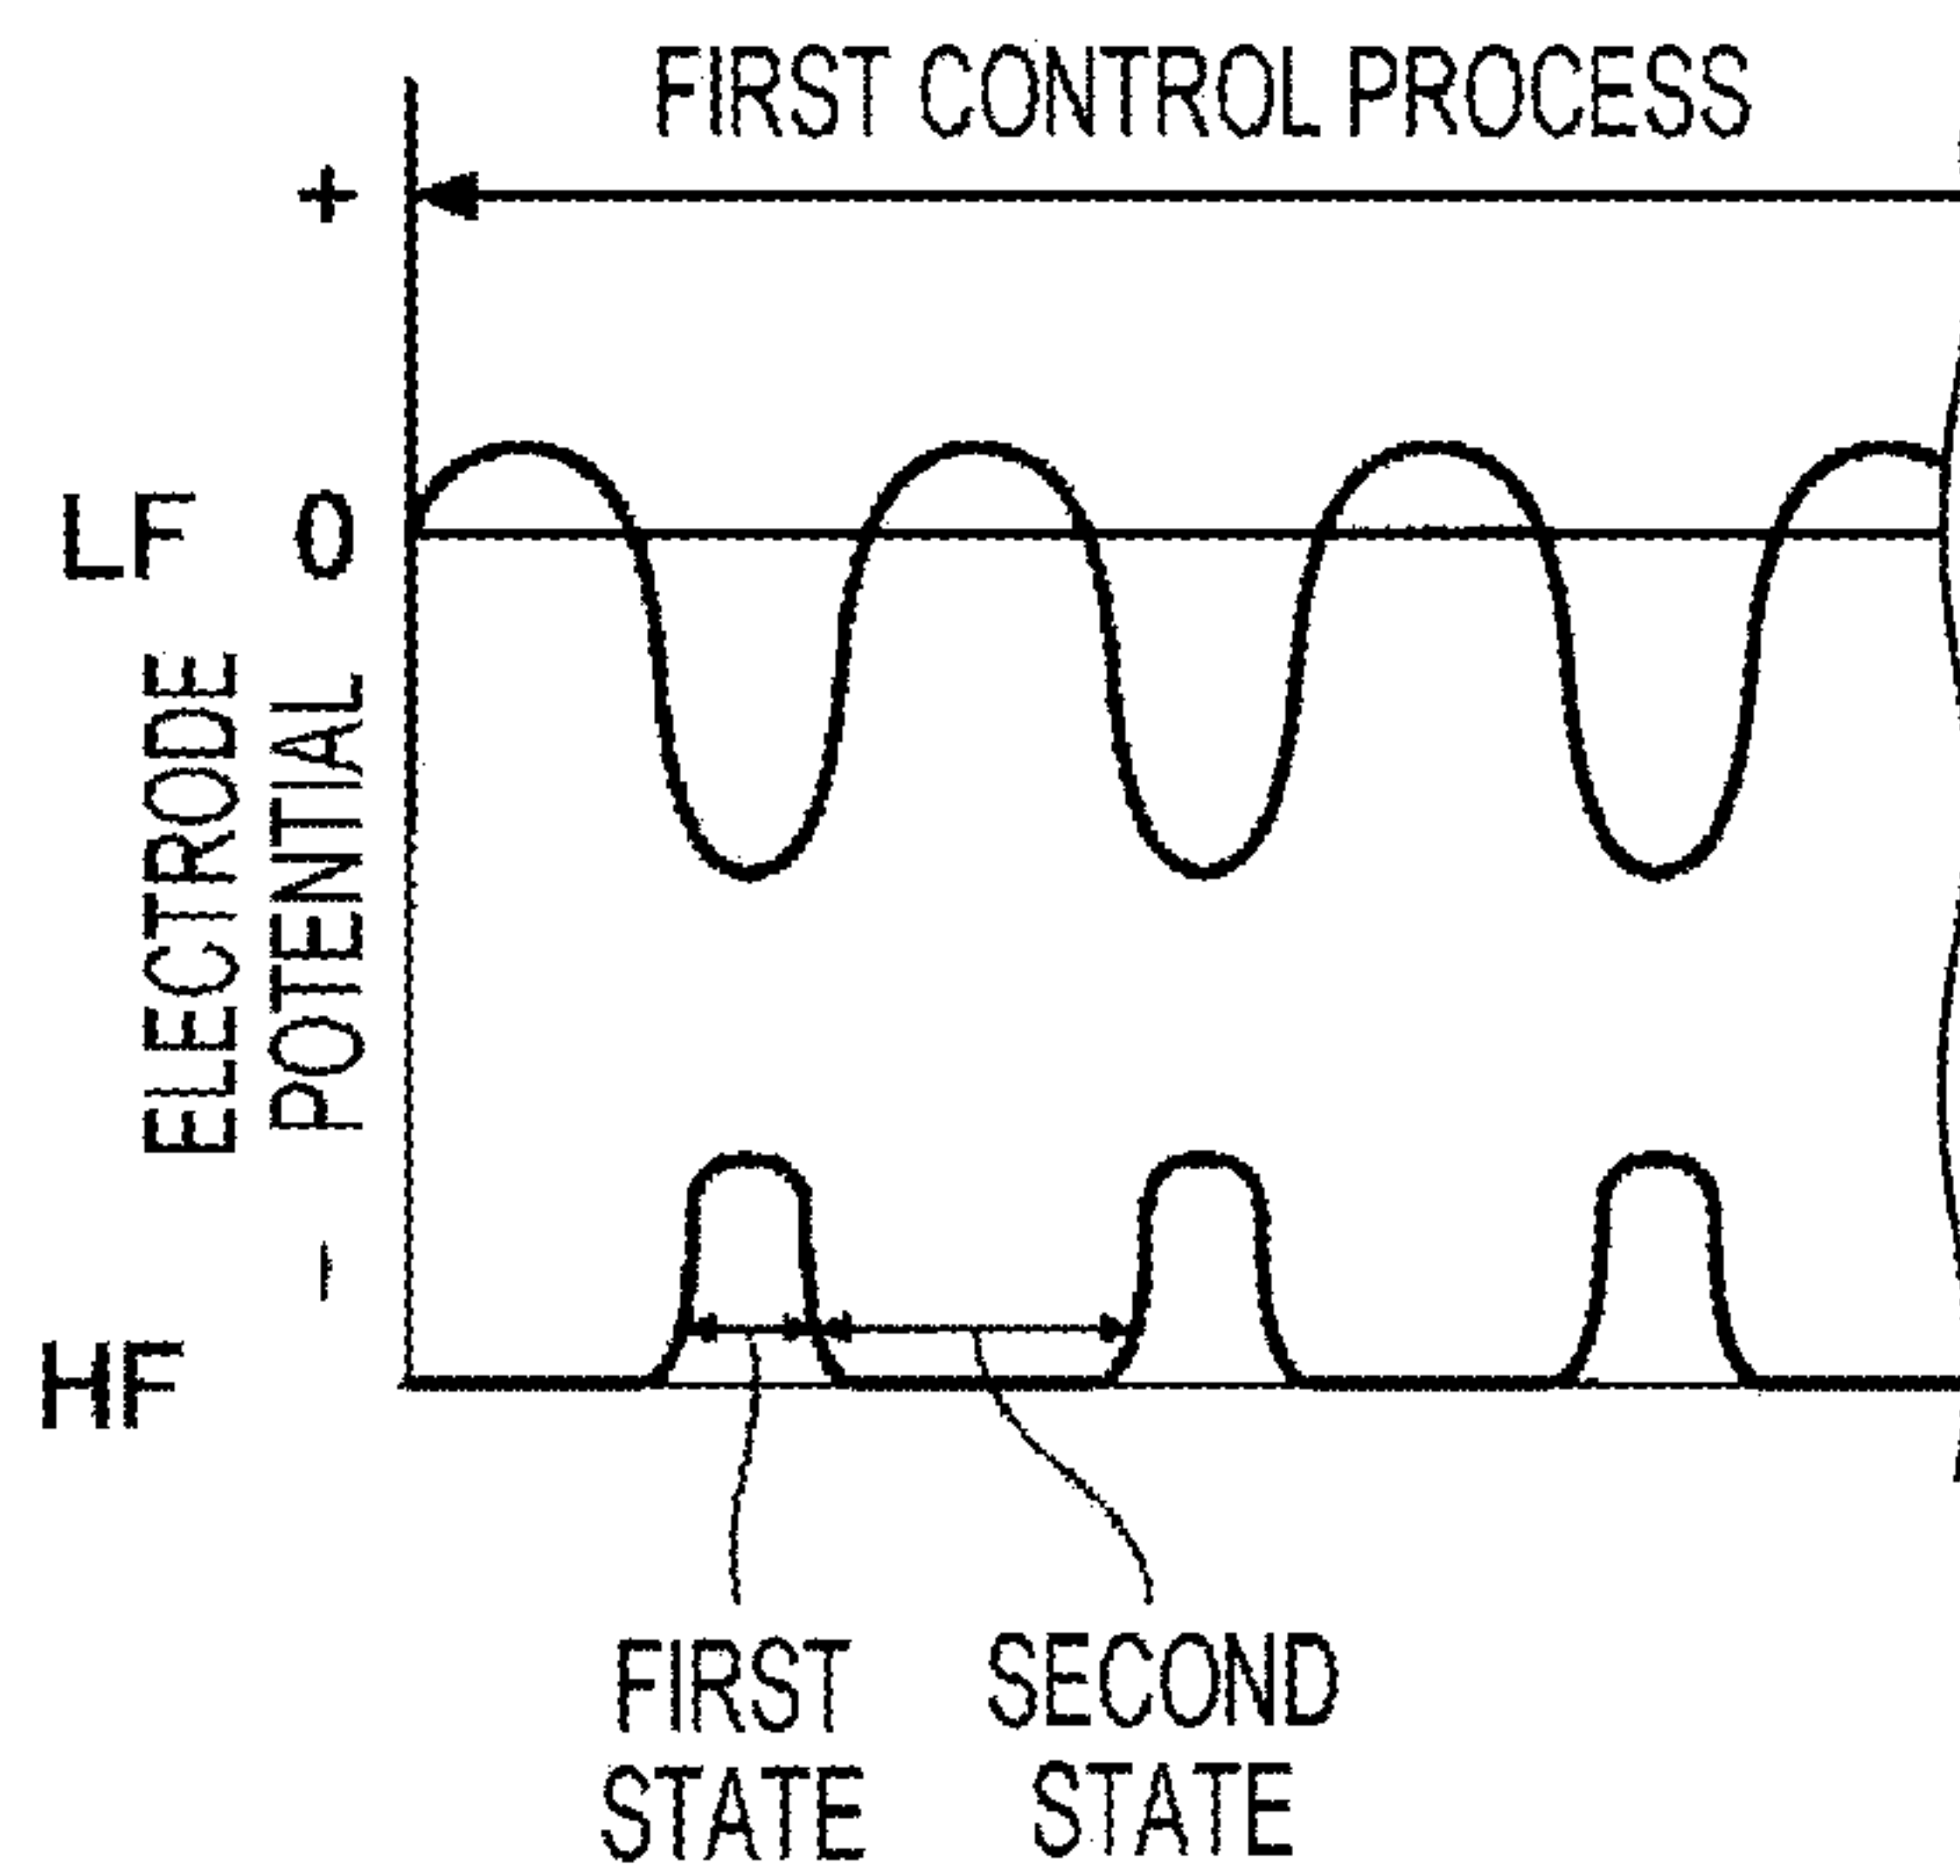 FIRST CONTROL PROCESS
+
LF 0
ELECTRODE
POTENTIAL
–
HF
FIRST
STATE
SECOND
STATE